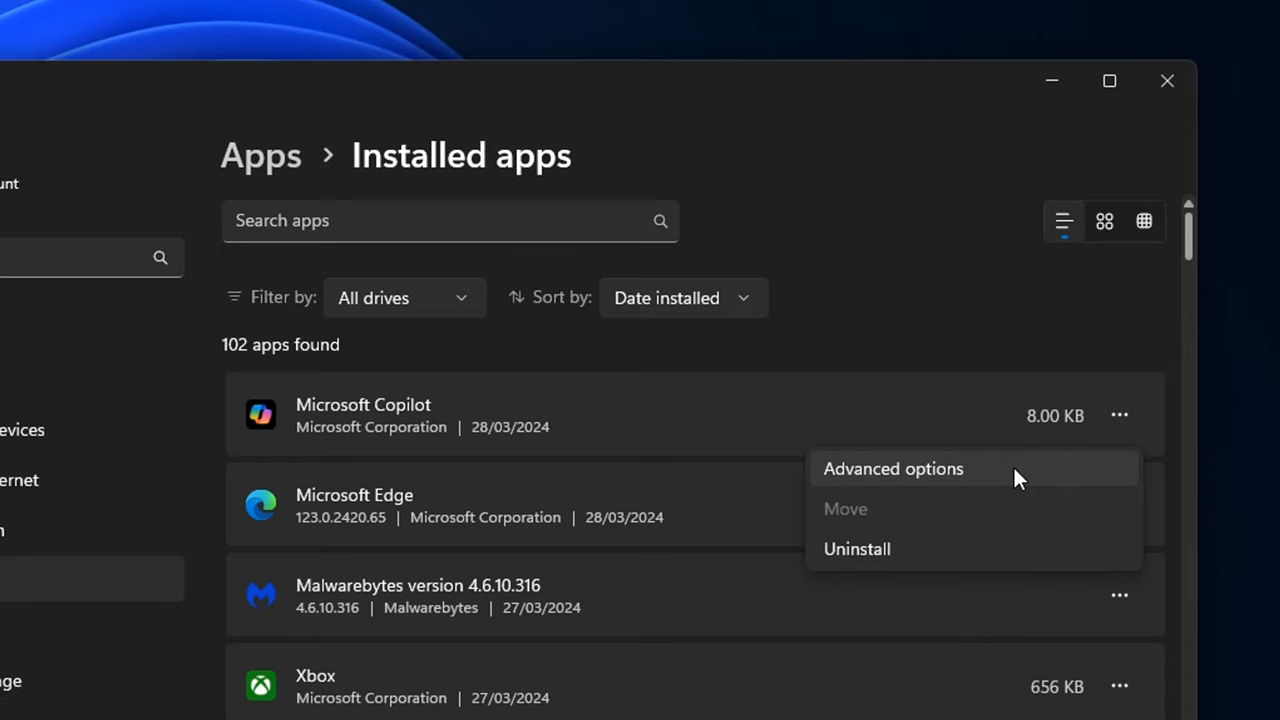 unt
Apps > Installed apps
Search apps
Filter by: All drives Sort by: Date installed
102 apps found
Microsoft Copilot
Microsoft Corporation | 28/03/2024
8.00 KB
Advanced options
Move
Uninstall
Microsoft Edge
123.0.2420.65 | Microsoft Corporation | 28/03/2024
Malwarebytes version 4.6.10.316
4.6.10.316 | Malwarebytes | 27/03/2024
Xbox
Microsoft Corporation | 27/03/2024
656 KB
evices
ernet
n
ge